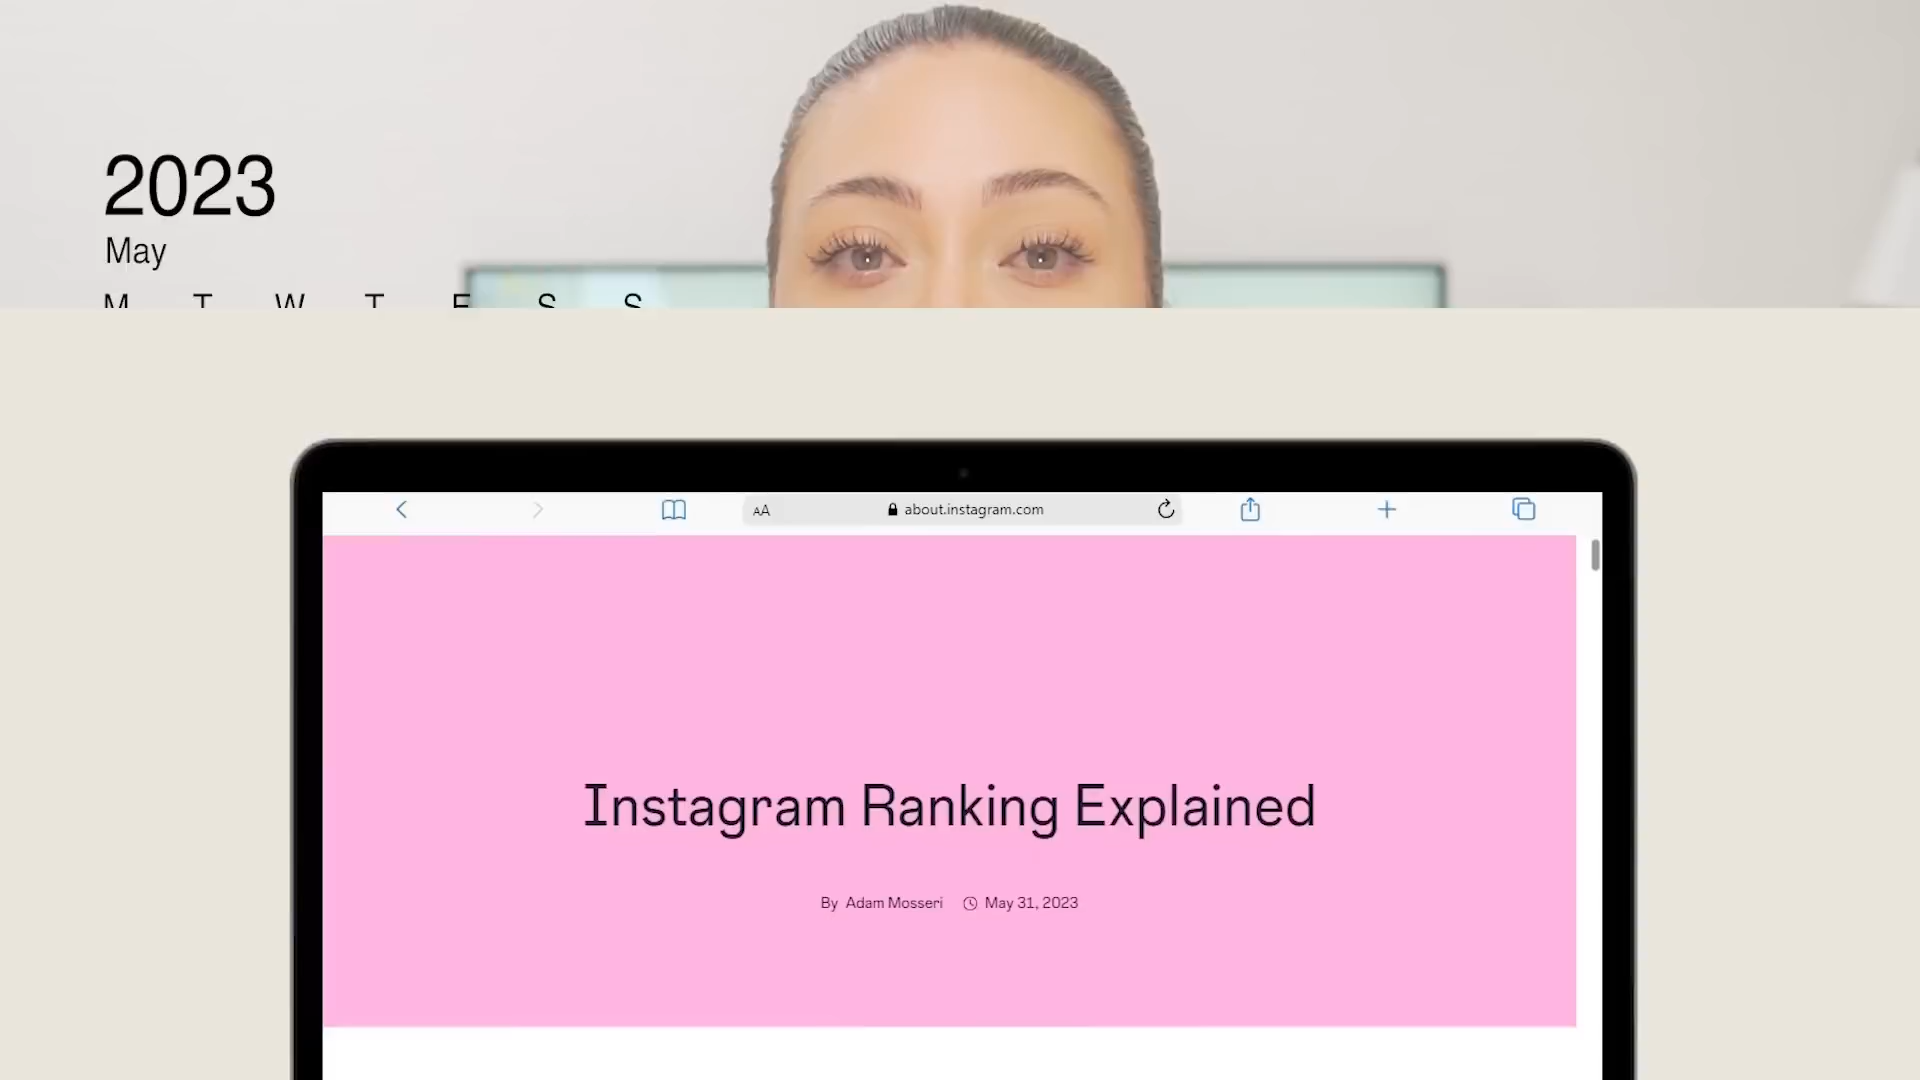 2023
May
M T W T F S S
AA about.instagram.com
Instagram Ranking Explained
By Adam Mosseri May 31, 2023